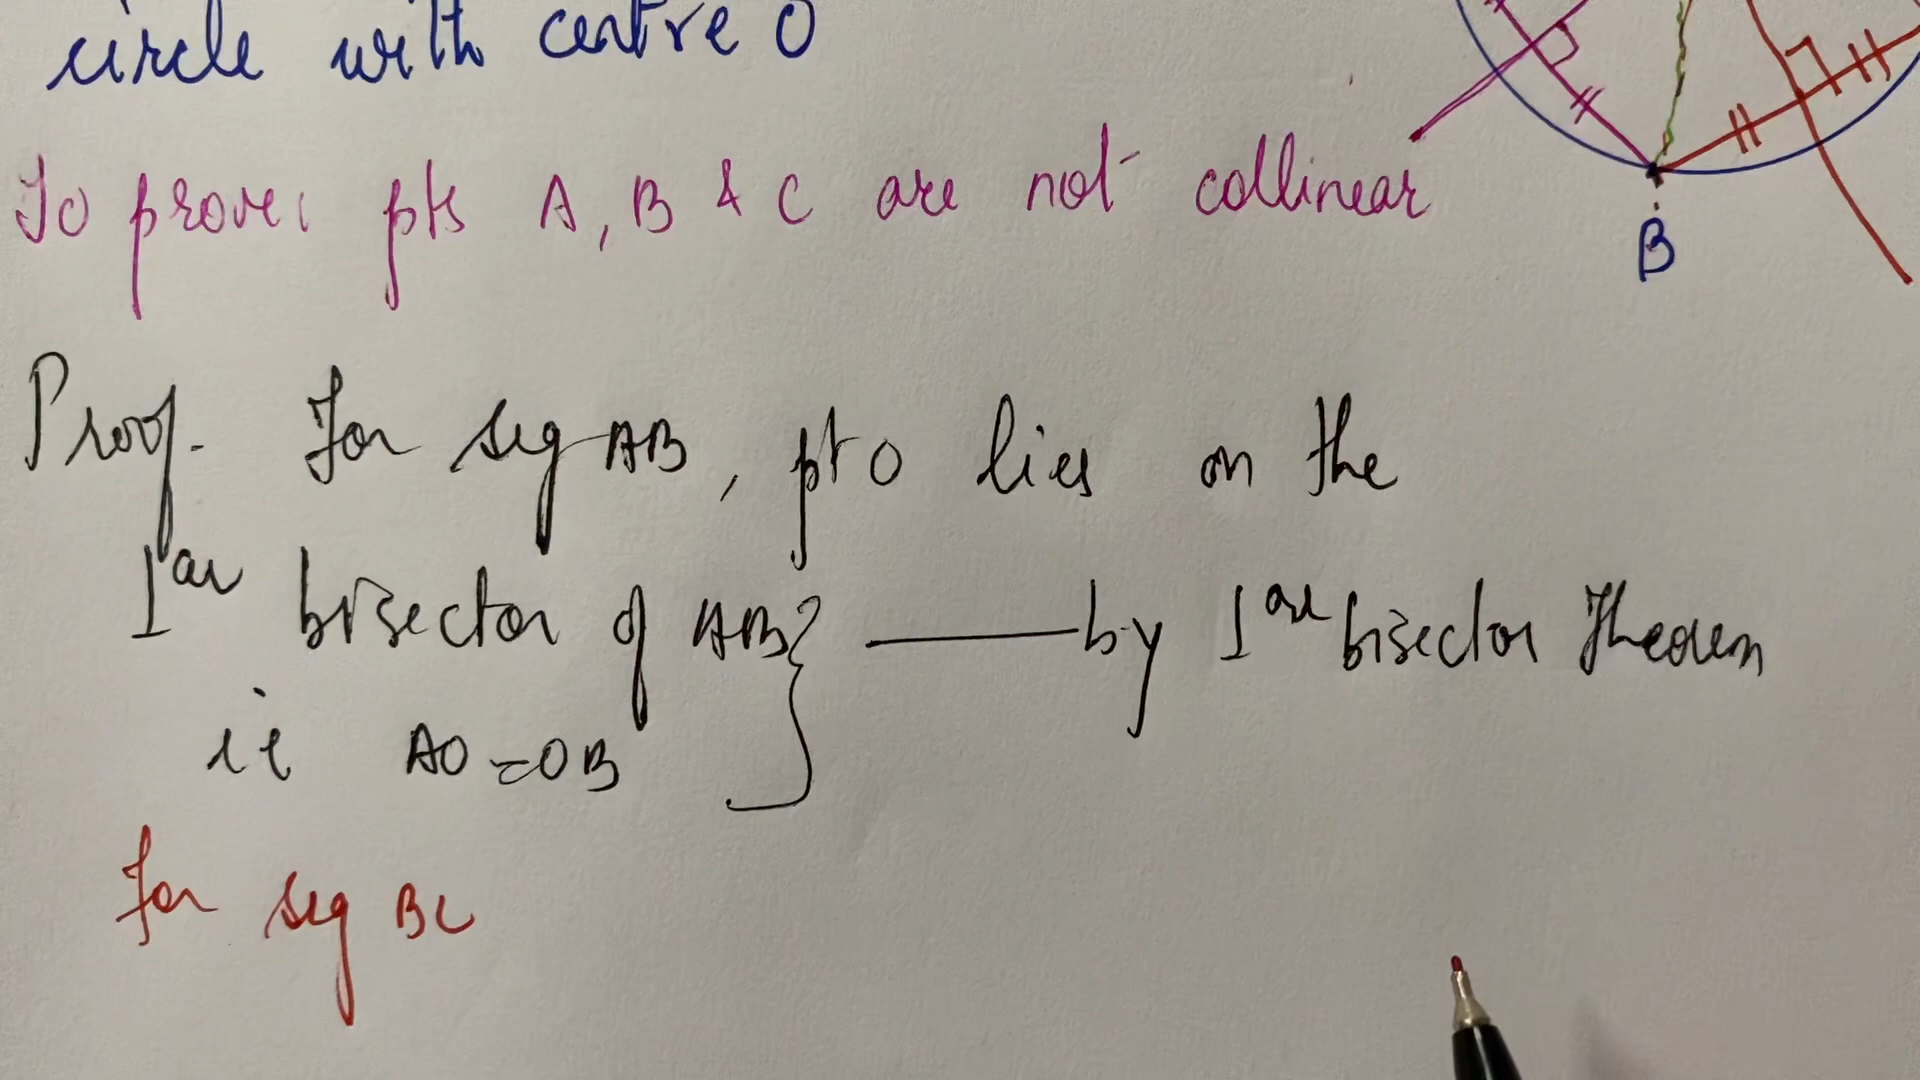 circle with centre O
To prove: pts A, B & C are not collinear
B
Proof. For seg AB, pt O lies on the
⊥ar bisector of AB } —— by ⊥ar bisector Theorem
ie AO = OB
For seg BC